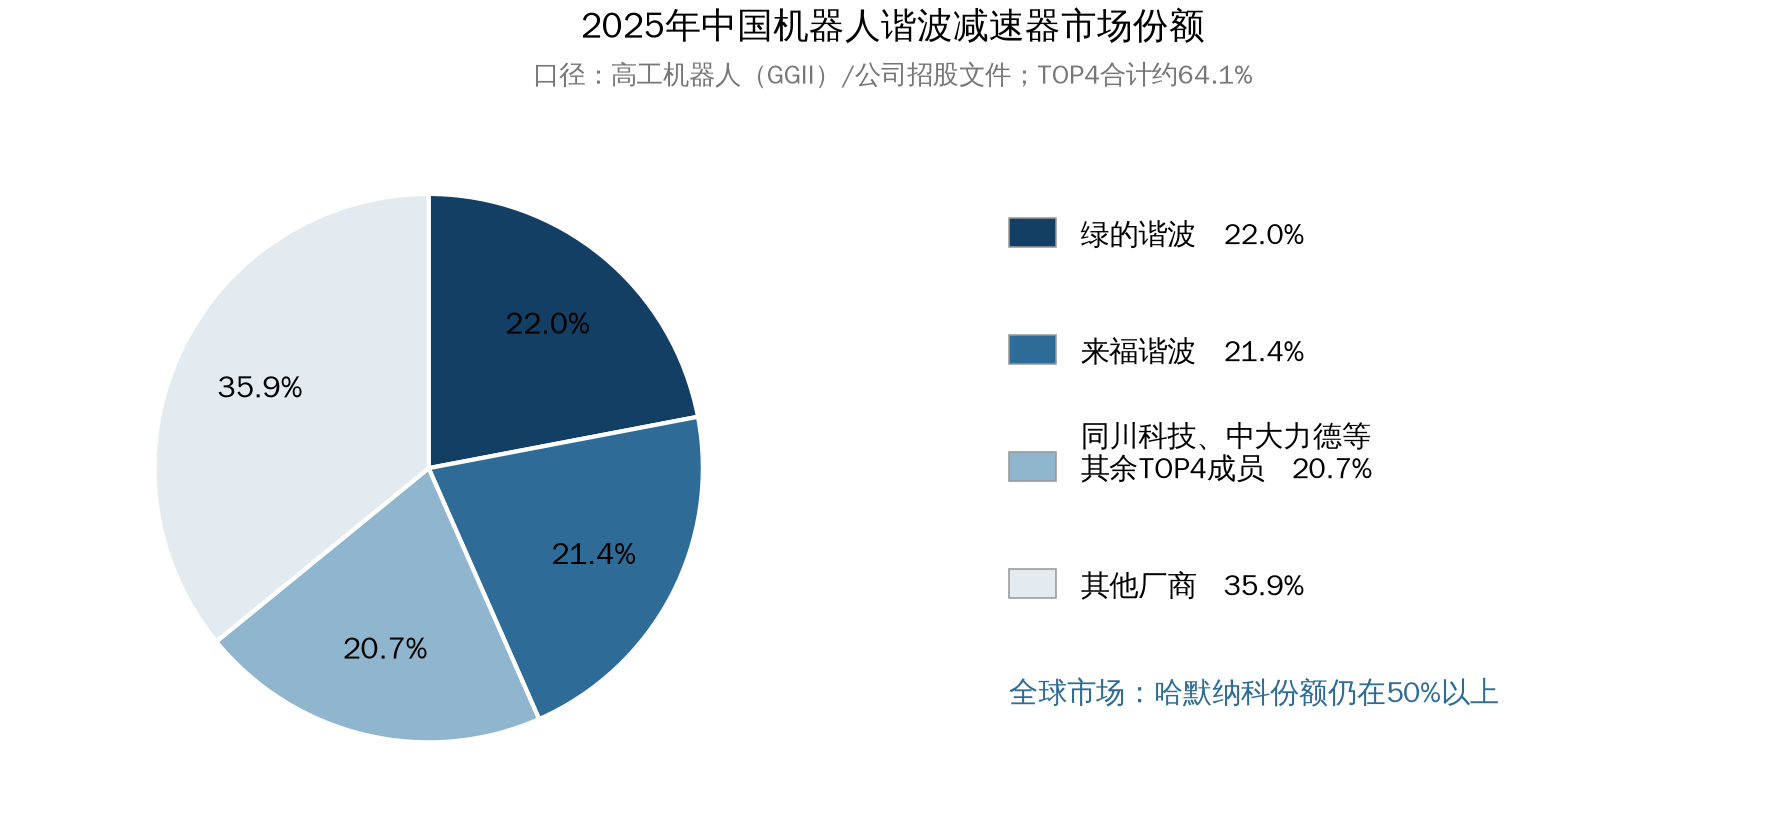 2025年中国机器人谐波减速器市场份额
口径：高工机器人（GGII）/公司招股文件；TOP4合计约64.1%
22.0%
35.9%
21.4%
20.7%
绿的谐波 22.0%
来福谐波 21.4%
同川科技、中大力德等
其余TOP4成员 20.7%
其他厂商 35.9%
全球市场：哈默纳科份额仍在50%以上